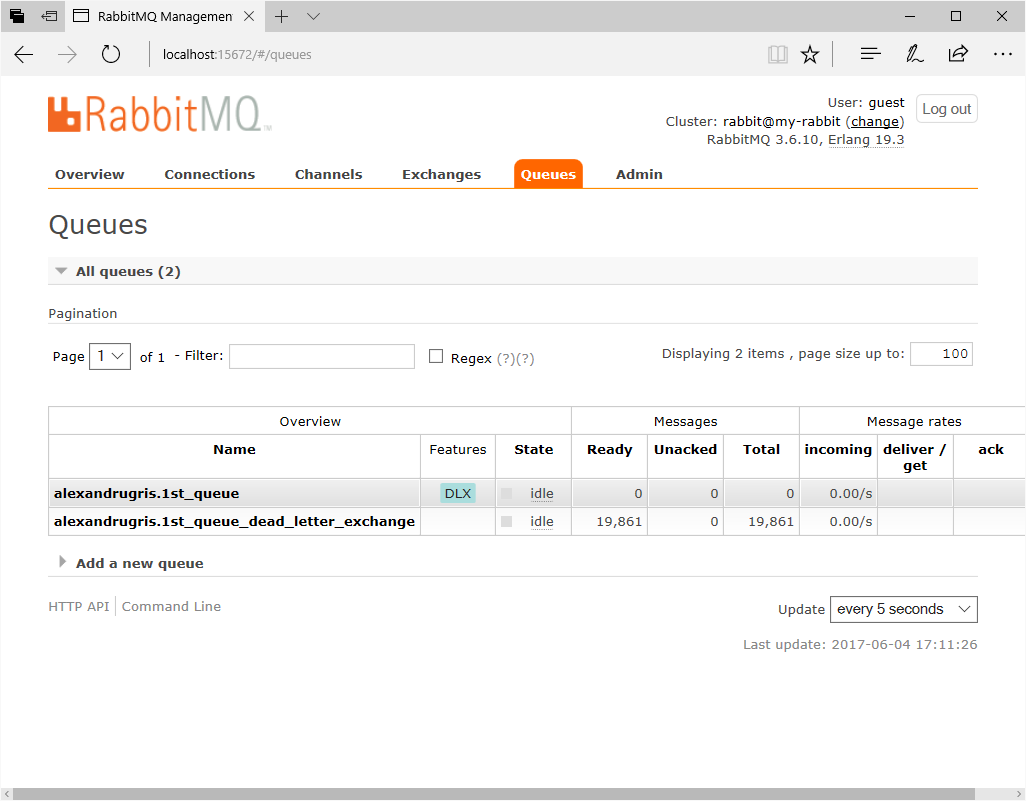 RabbitMQ Managemen
localhost:15672/#/queues
RabbitMQ™
User: guest
Log out
Cluster: rabbit@my-rabbit (change)
RabbitMQ 3.6.10, Erlang 19.3
Overview Connections Channels Exchanges Queues Admin
Queues
All queues (2)
Pagination
Page 1 of 1 - Filter: Regex (?)(?) Displaying 2 items , page size up to: 100
Overview Messages Message rates
Name Features State Ready Unacked Total incoming deliver / get ack
alexandrugris.1st_queue DLX idle 0 0 0 0.00/s
alexandrugris.1st_queue_dead_letter_exchange idle 19,861 0 19,861 0.00/s
Add a new queue
HTTP API Command Line
Update every 5 seconds
Last update: 2017-06-04 17:11:26